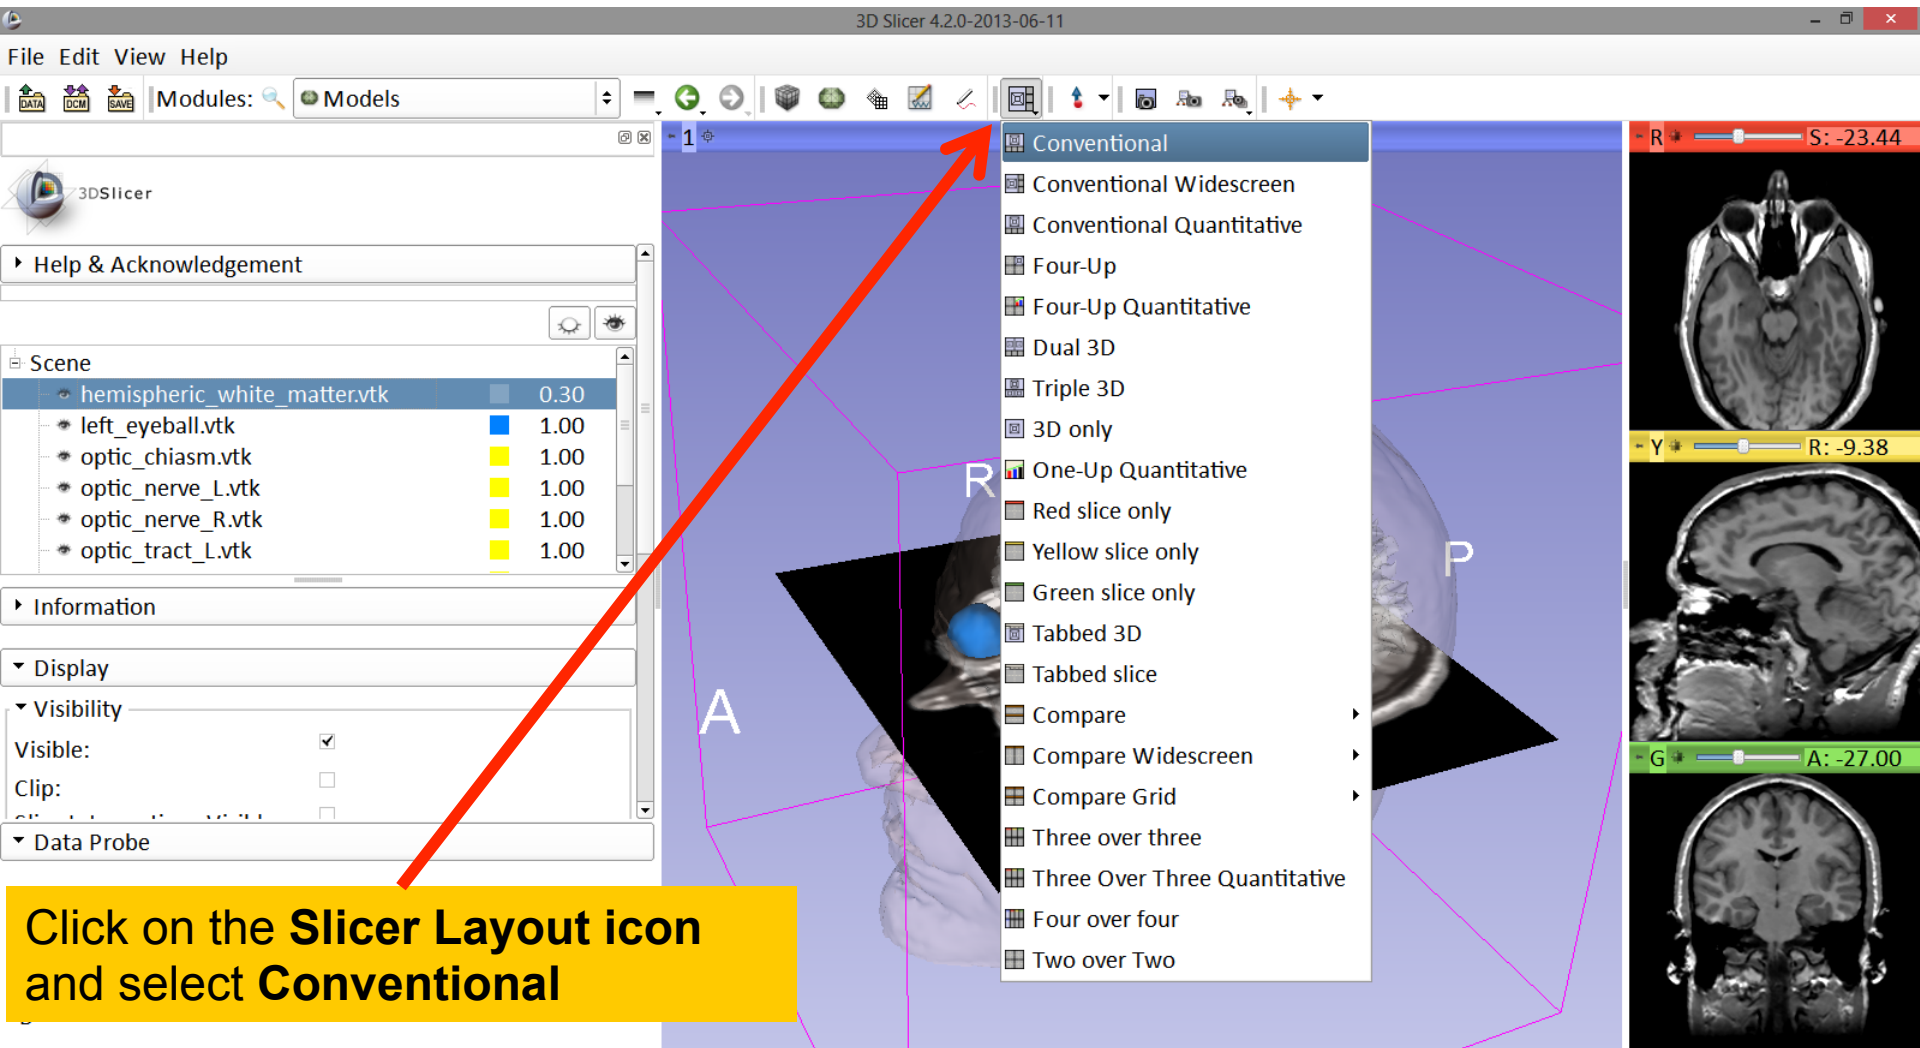 3D Slicer 4.2.0-2013-06-11
File Edit View Help
DATA DCM SAVE Modules: Models
1
3DSlicer
Help & Acknowledgement
Scene
hemispheric_white_matter.vtk 0.30
left_eyeball.vtk 1.00
optic_chiasm.vtk 1.00
optic_nerve_L.vtk 1.00
optic_nerve_R.vtk 1.00
optic_tract_L.vtk 1.00
Information
Display
Visibility
Visible:
Clip:
Data Probe
Click on the Slicer Layout icon
and select Conventional
R
A
P
Conventional
Conventional Widescreen
Conventional Quantitative
Four-Up
Four-Up Quantitative
Dual 3D
Triple 3D
3D only
One-Up Quantitative
Red slice only
Yellow slice only
Green slice only
Tabbed 3D
Tabbed slice
Compare
Compare Widescreen
Compare Grid
Three over three
Three Over Three Quantitative
Four over four
Two over Two
R S: -23.44
Y R: -9.38
G A: -27.00